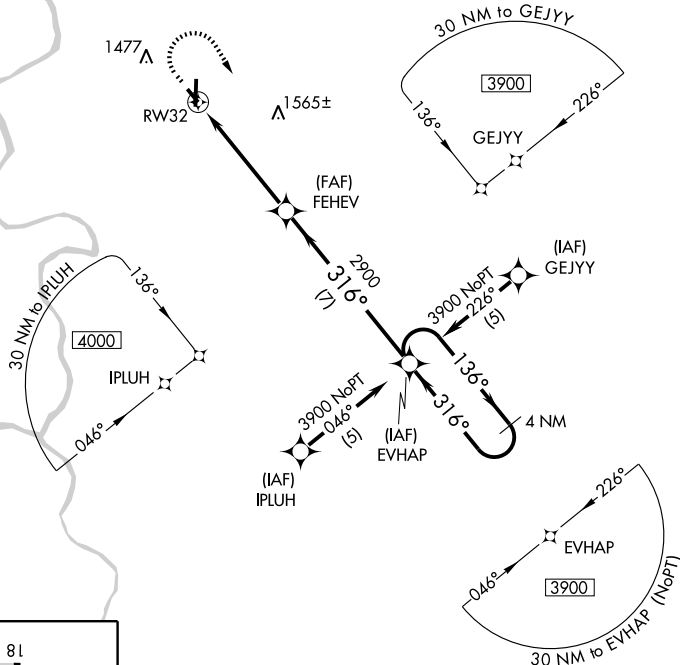 30 NM to GEJYY
1477
3900
136°
226°
1565±
RW32
GEJYY
(FAF)
FEHEV
(IAF)
GEJYY
2900
316°
(7)
3900 NoPT
226°
(5)
30 NM to IPLUH
136°
4000
IPLUH
046°
136°
316°
4 NM
3900 NoPT
046°
(5)
(IAF)
EVHAP
(IAF)
IPLUH
226°
EVHAP
046°
3900
30 NM to EVHAP (NoPT)
18